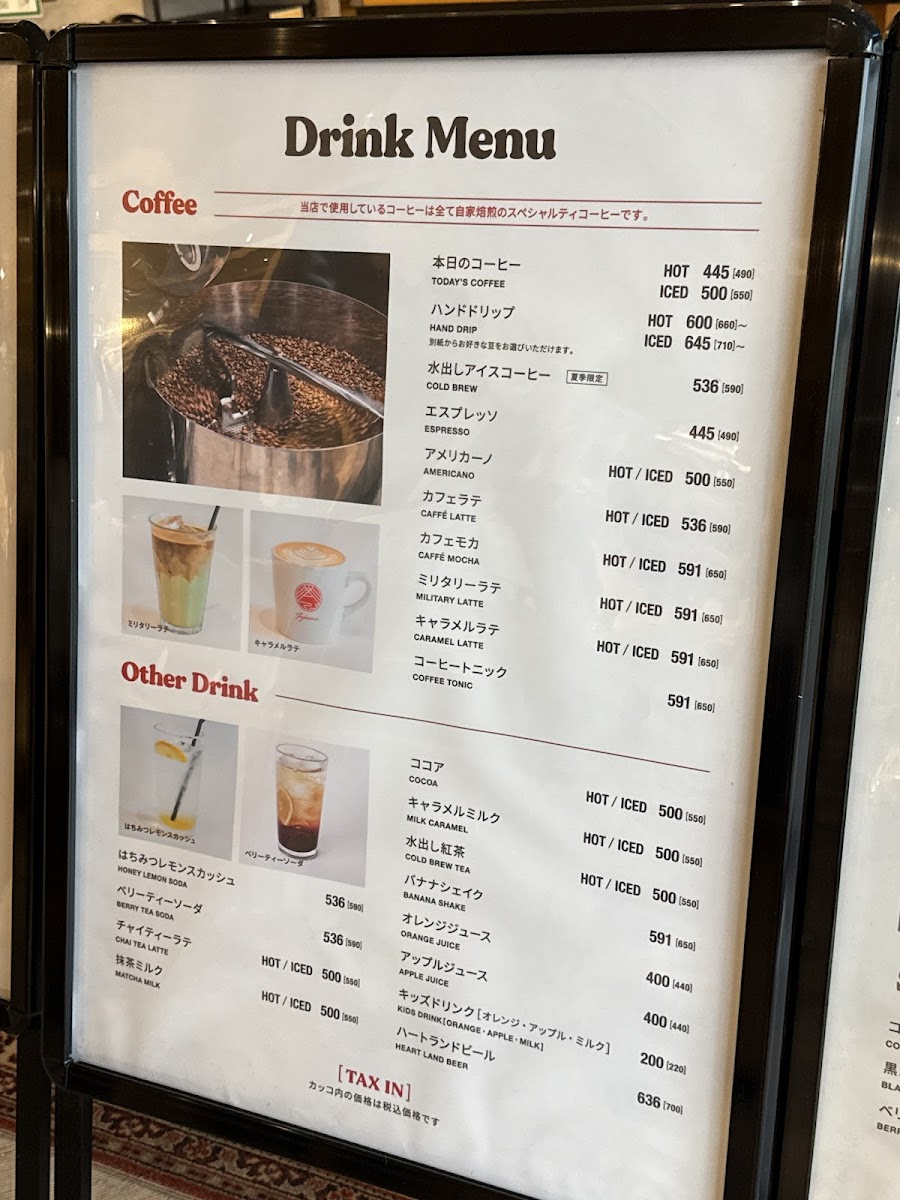 Drink Menu
Coffee
当店で使用しているコーヒーは全て自家焙煎のスペシャルティコーヒーです。
本日のコーヒー
TODAY'S COFFEE
HOT 445 [490]
ICED 500 [550]
ハンドドリップ
HAND DRIP
別紙からお好きな豆をお選びいただけます。
HOT 600 [660]～
ICED 645 [710]～
水出しアイスコーヒー 夏季限定
COLD BREW
536 [590]
エスプレッソ
ESPRESSO
445 [490]
アメリカーノ
AMERICANO
HOT / ICED 500 [550]
カフェラテ
CAFFÉ LATTE
HOT / ICED 536 [590]
カフェモカ
CAFFÉ MOCHA
HOT / ICED 591 [650]
ミリタリーラテ
MILITARY LATTE
HOT / ICED 591 [650]
キャラメルラテ
CARAMEL LATTE
HOT / ICED 591 [650]
コーヒートニック
COFFEE TONIC
591 [650]
ミリタリーラテ
キャラメルラテ
Other Drink
はちみつレモンスカッシュ
ベリーティーソーダ
はちみつレモンスカッシュ
HONEY LEMON SODA
536 [590]
ベリーティーソーダ
BERRY TEA SODA
536 [590]
チャイティーラテ
CHAI TEA LATTE
HOT / ICED 500 [550]
抹茶ミルク
MATCHA MILK
HOT / ICED 500 [550]
ココア
COCOA
HOT / ICED 500 [550]
キャラメルミルク
MILK CARAMEL
HOT / ICED 500 [550]
水出し紅茶
COLD BREW TEA
HOT / ICED 500 [550]
バナナシェイク
BANANA SHAKE
591 [650]
オレンジジュース
ORANGE JUICE
400 [440]
アップルジュース
APPLE JUICE
400 [440]
キッズドリンク [オレンジ・アップル・ミルク]
KIDS DRINK [ORANGE・APPLE・MILK]
200 [220]
ハートランドビール
HEART LAND BEER
636 [700]
[TAX IN]
カッコ内の価格は税込価格です